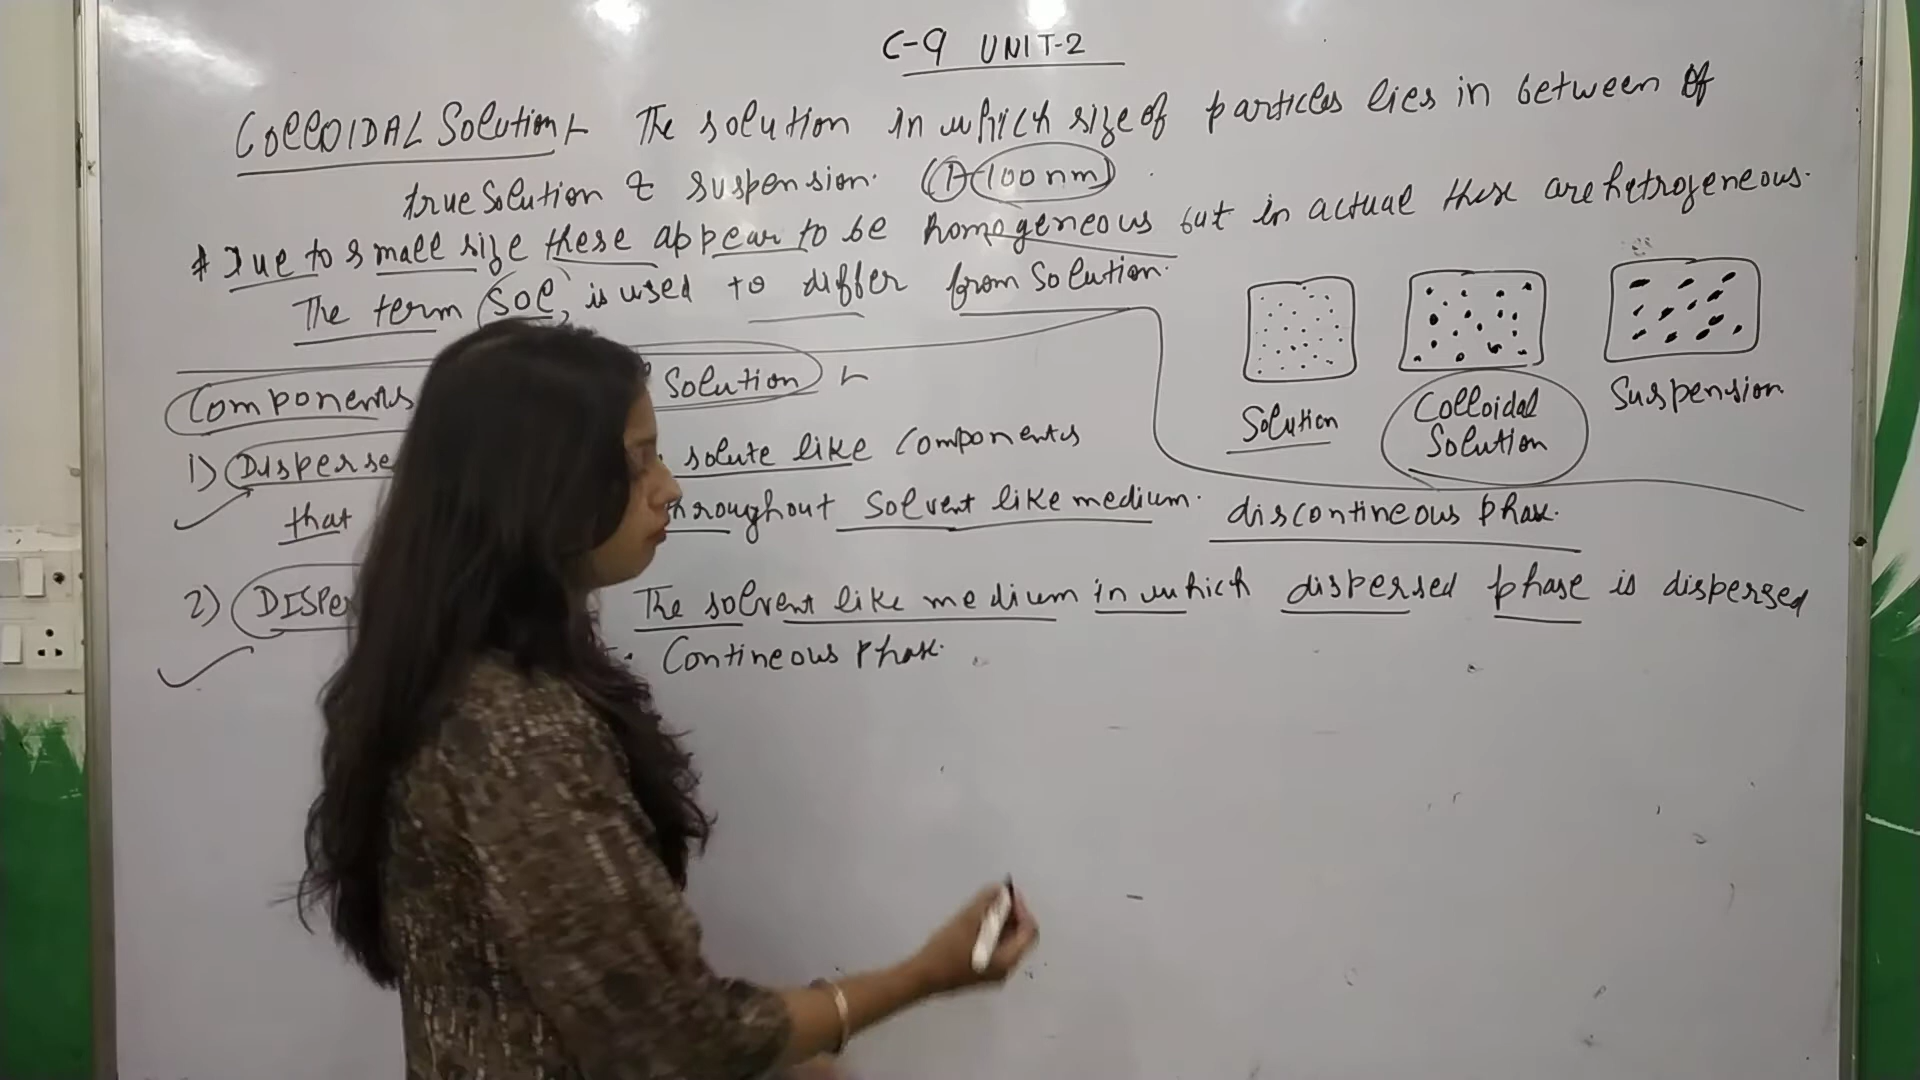 C-9 UNIT-2
COLLOIDAL Solution :- The solution in which size of particles lies in between of
true solution & suspension. (1-100 nm)
* Due to small size these appear to be homogeneous but in actual these are hetrogeneous.
The term SOL, is used to differ from solution.
Components Solution :-
1) Disperse solute like components
that throughout solvent like medium. discontineous phase.
2) DISPE The solvent like medium in which dispersed phase is dispersed
Contineous Phase.
Solution
Colloidal
Solution
Suspension